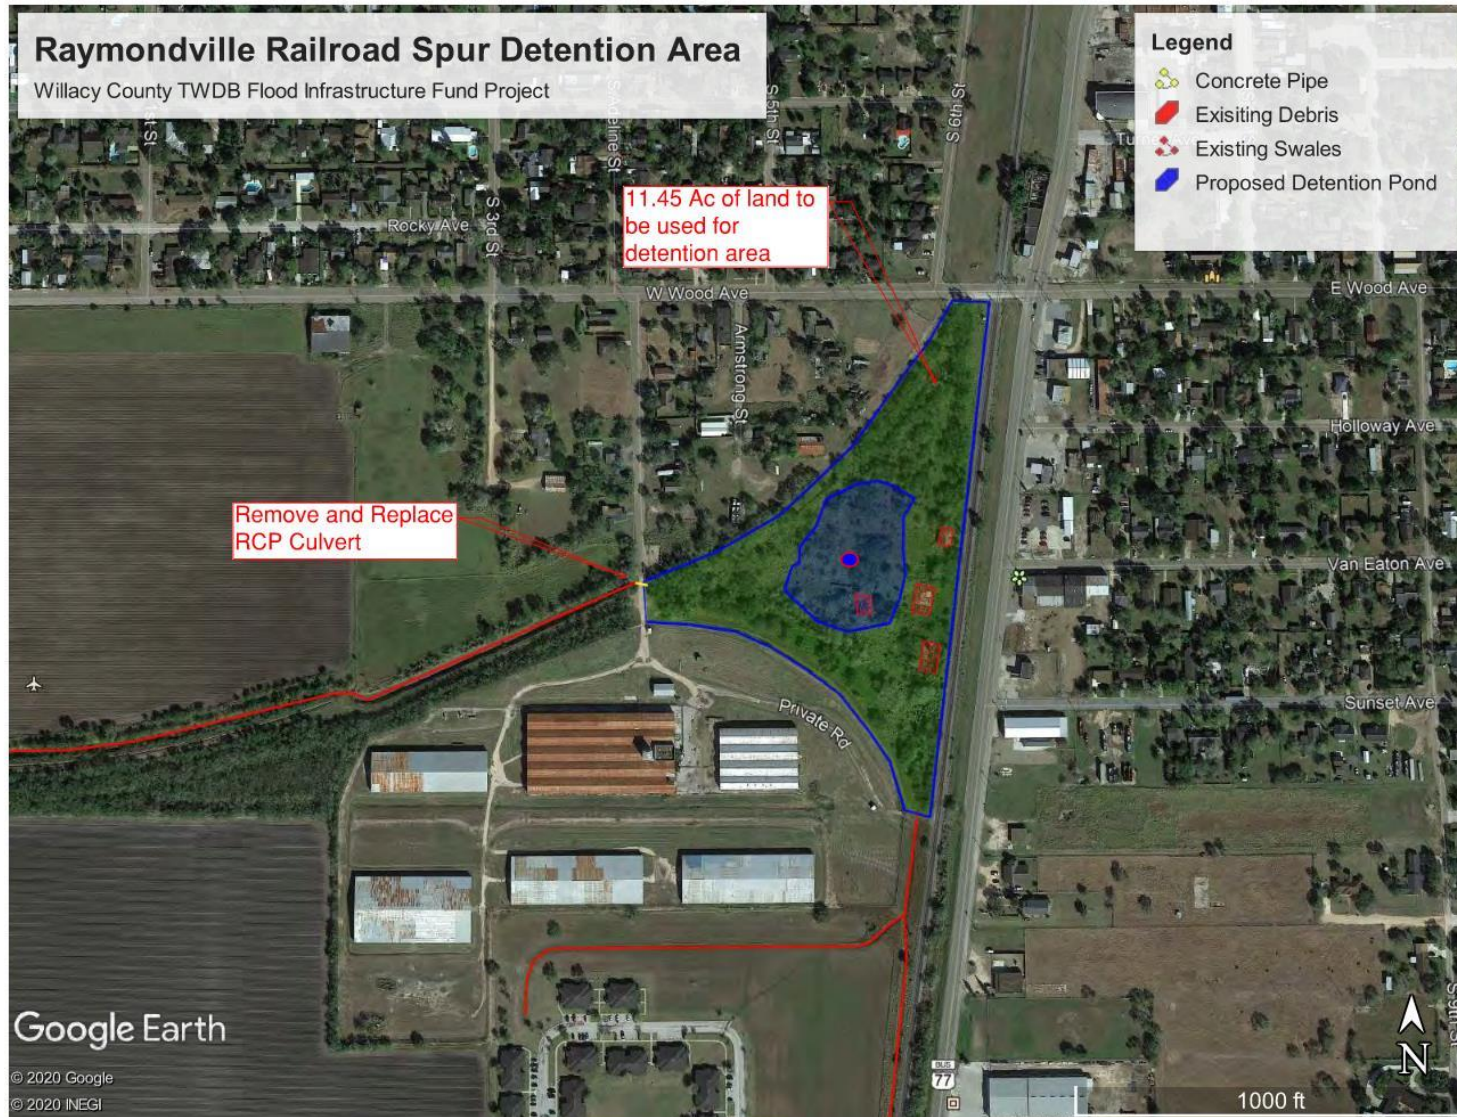 Raymondville Railroad Spur Detention Area
Willacy County TWDB Flood Infrastructure Fund Project
Legend
Concrete Pipe
Exisiting Debris
Existing Swales
Proposed Detention Pond
S 5th St
S 6th St
Rocky Ave
S 3rd St
11.45 Ac of land to
be used for
detention area
W Wood Ave
E Wood Ave
Armstrong St
Holloway Ave
Remove and Replace
RCP Culvert
Van Eaton Ave
Sunset Ave
Private Rd
S 9th St
Google Earth
© 2020 Google
© 2020 INEGI
BUS
77
N
1000 ft